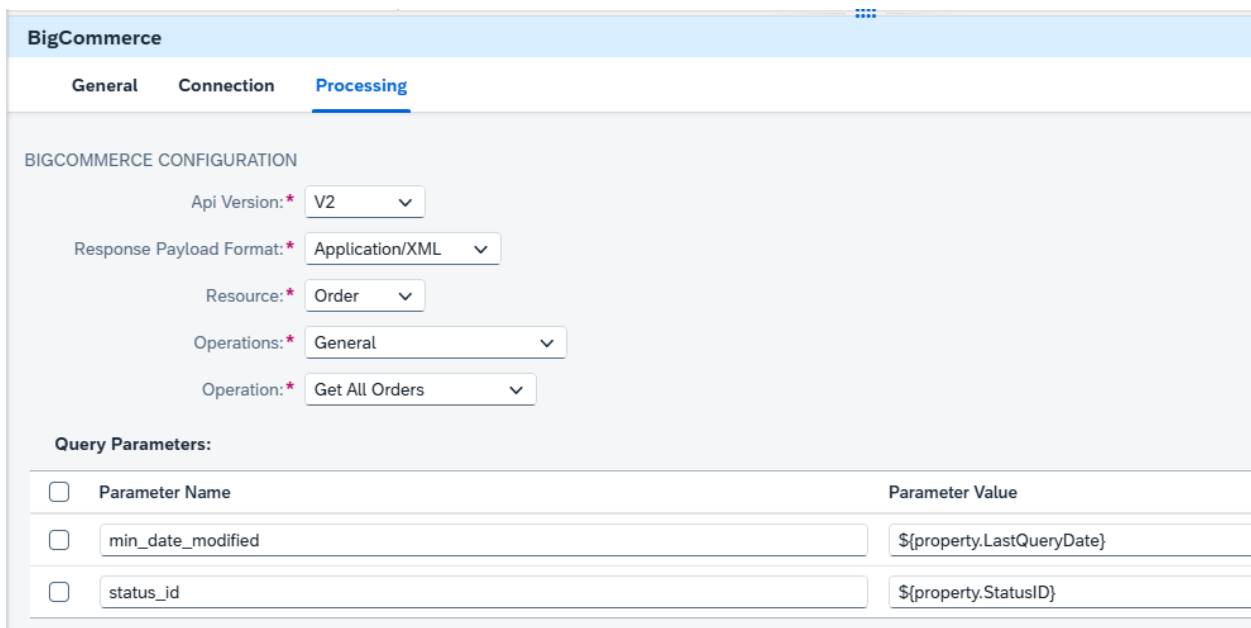 BigCommerce
General Connection Processing
BIGCOMMERCE CONFIGURATION
Api Version:* V2
Response Payload Format:* Application/XML
Resource:* Order
Operations:* General
Operation:* Get All Orders
Query Parameters:
Parameter Name Parameter Value
min_date_modified ${property.LastQueryDate}
status_id ${property.StatusID}